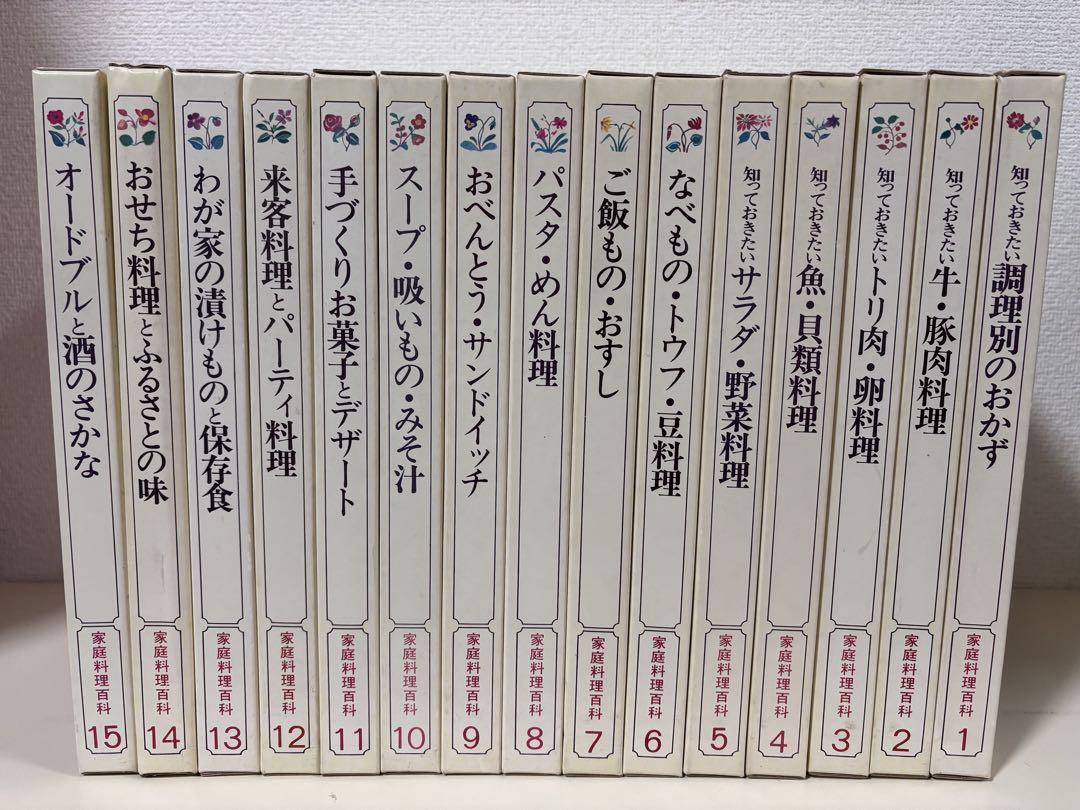 知っておきたい調理別のおかず
家庭料理百科
1
知っておきたい牛・豚肉料理
家庭料理百科
2
知っておきたいトリ肉・卵料理
家庭料理百科
3
知っておきたい魚・貝類料理
家庭料理百科
4
知っておきたいサラダ・野菜料理
家庭料理百科
5
なべもの・トウフ・豆料理
家庭料理百科
6
ご飯もの・おすし
家庭料理百科
7
パスタ・めん料理
家庭料理百科
8
おべんとう・サンドイッチ
家庭料理百科
9
スープ・吸いもの・みそ汁
家庭料理百科
10
手づくりお菓子とデザート
家庭料理百科
11
来客料理とパーティ料理
家庭料理百科
12
わが家の漬けものと保存食
家庭料理百科
13
おせち料理とふるさとの味
家庭料理百科
14
オードブルと酒のさかな
家庭料理百科
15